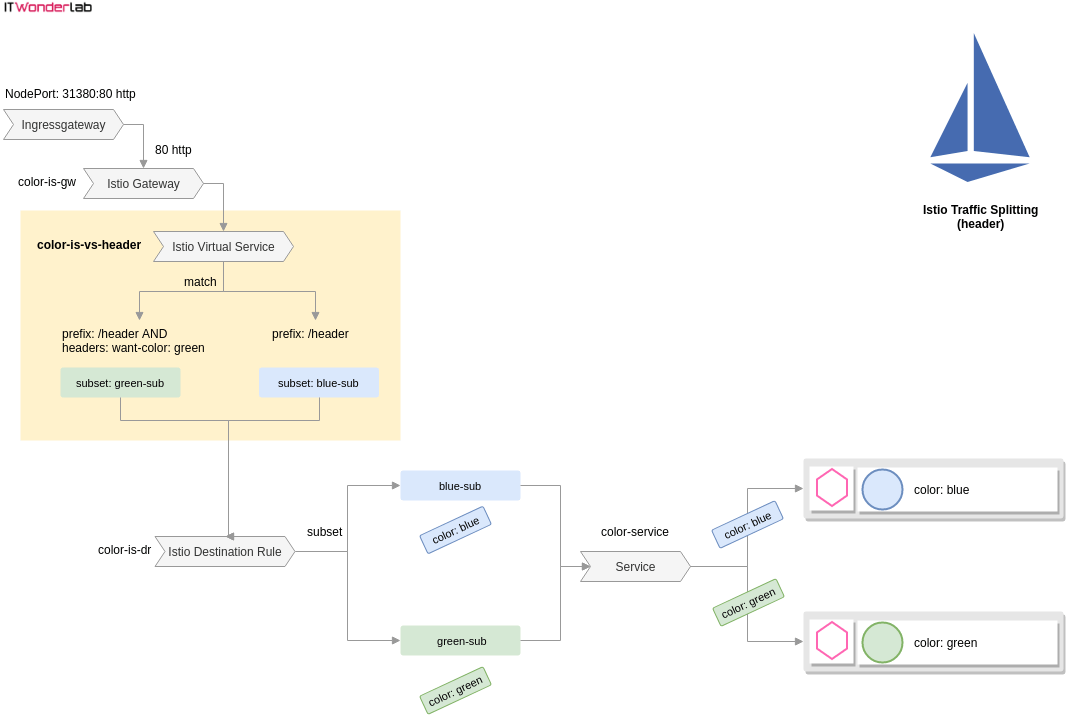 ITWonderlab
NodePort: 31380:80 http
Ingressgateway
80 http
color-is-gw
Istio Gateway
Istio Traffic Splitting
(header)
color-is-vs-header
Istio Virtual Service
match
prefix: /header AND
headers: want-color: green
prefix: /header
subset: green-sub
subset: blue-sub
color-is-dr
Istio Destination Rule
subset
blue-sub
color: blue
green-sub
color: green
color-service
Service
color: blue
color: green
color: blue
color: green